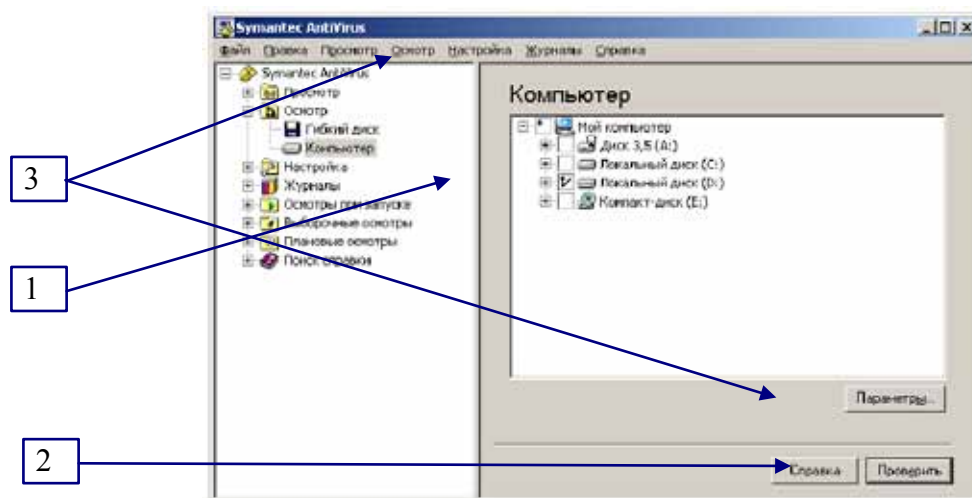 Symantec AntiVirus
Файл Правка Просмотр Осмотр Настройка Журналы Справка
Symantec AntiVirus
Просмотр
Осмотр
Гибкий диск
Компьютер
Настройка
Журналы
Осмотры при запуске
Выборочные осмотры
Плановые осмотры
Поиск справки
Компьютер
Мой компьютер
Диск 3,5 (A:)
Локальный диск (C:)
Локальный диск (D:)
Компакт-диск (E:)
Параметры...
Справка Проверить
3
1
2